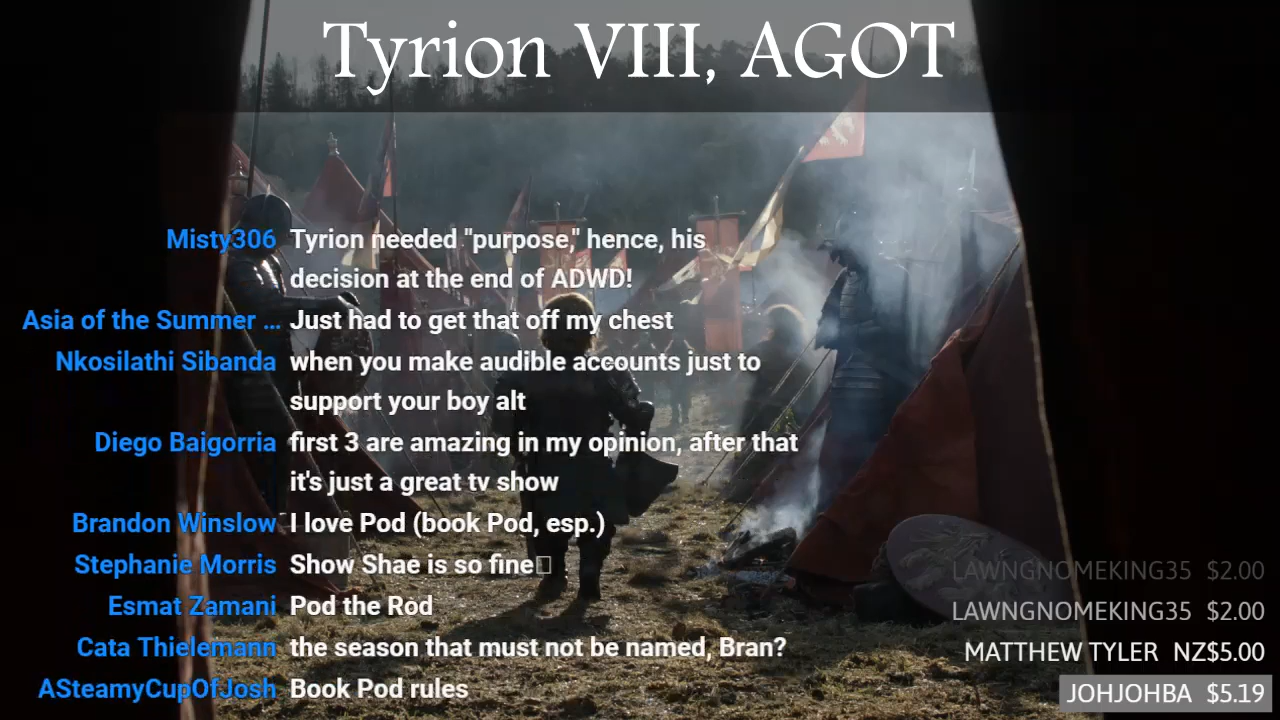 Tyrion VIII, AGOT
Misty306 Tyrion needed "purpose," hence, his
decision at the end of ADWD!
Asia of the Summer ... Just had to get that off my chest
Nkosilathi Sibanda when you make audible accounts just to
support your boy alt
Diego Baigorria first 3 are amazing in my opinion, after that
it's just a great tv show
Brandon Winslow I love Pod (book Pod, esp.)
Stephanie Morris Show Shae is so fine
Esmat Zamani Pod the Rod
Cata Thielemann the season that must not be named, Bran?
ASteamyCupOfJosh Book Pod rules
LAWNGNOMEKING35 $2.00
LAWNGNOMEKING35 $2.00
MATTHEW TYLER NZ$5.00
JOHJOHBA $5.19